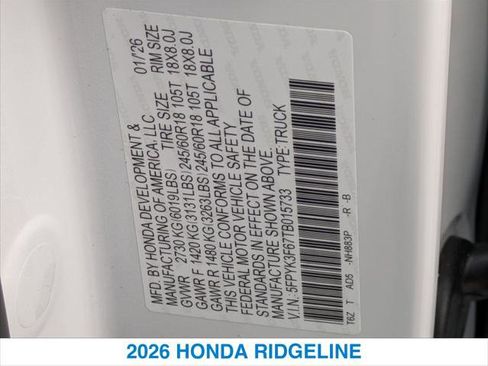 MFD. BY HONDA DEVELOPMENT &
MANUFACTURING OF AMERICA, LLC 01/26
MANUFACTURING TIRE SIZE RIM SIZE
GVWR 2730 KG(6019LBS)
GAWR F 1420 KG(3131LBS) 245/60R18 105T 18X8.0J
GAWR R 1480 KG(3263LBS) 245/60R18 105T 18X8.0J
THIS VEHICLE CONFORMS TO ALL APPLICABLE
FEDERAL MOTOR VEHICLE SAFETY
STANDARDS IN EFFECT ON THE DATE OF
MANUFACTURE SHOWN ABOVE.
V.I.N.: 5FPYK3F67TB015733 TYPE:TRUCK
T6Z T AD5 -NH883P -R -B
2026 HONDA RIDGELINE